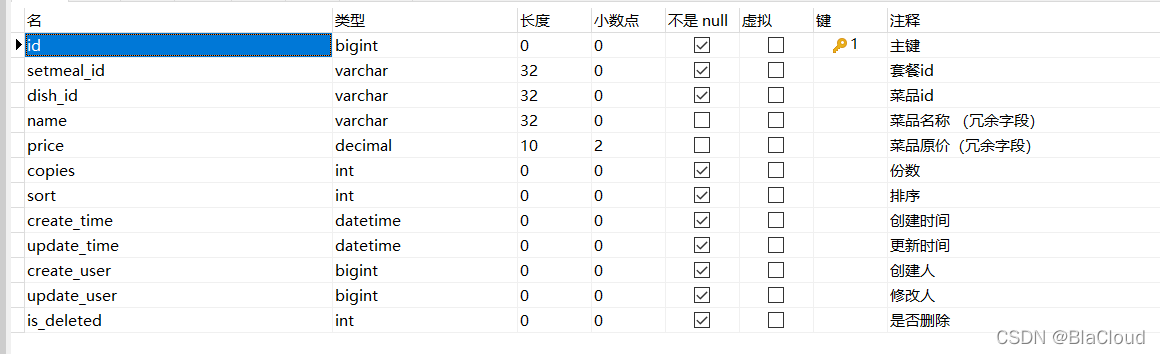 名 类型 长度 小数点 不是 null 虚拟 键 注释
id bigint 0 0 1 主键
setmeal_id varchar 32 0 套餐id
dish_id varchar 32 0 菜品id
name varchar 32 0 菜品名称 （冗余字段）
price decimal 10 2 菜品原价（冗余字段）
copies int 0 0 份数
sort int 0 0 排序
create_time datetime 0 0 创建时间
update_time datetime 0 0 更新时间
create_user bigint 0 0 创建人
update_user bigint 0 0 修改人
is_deleted int 0 0 是否删除
CSDN @BlaCloud